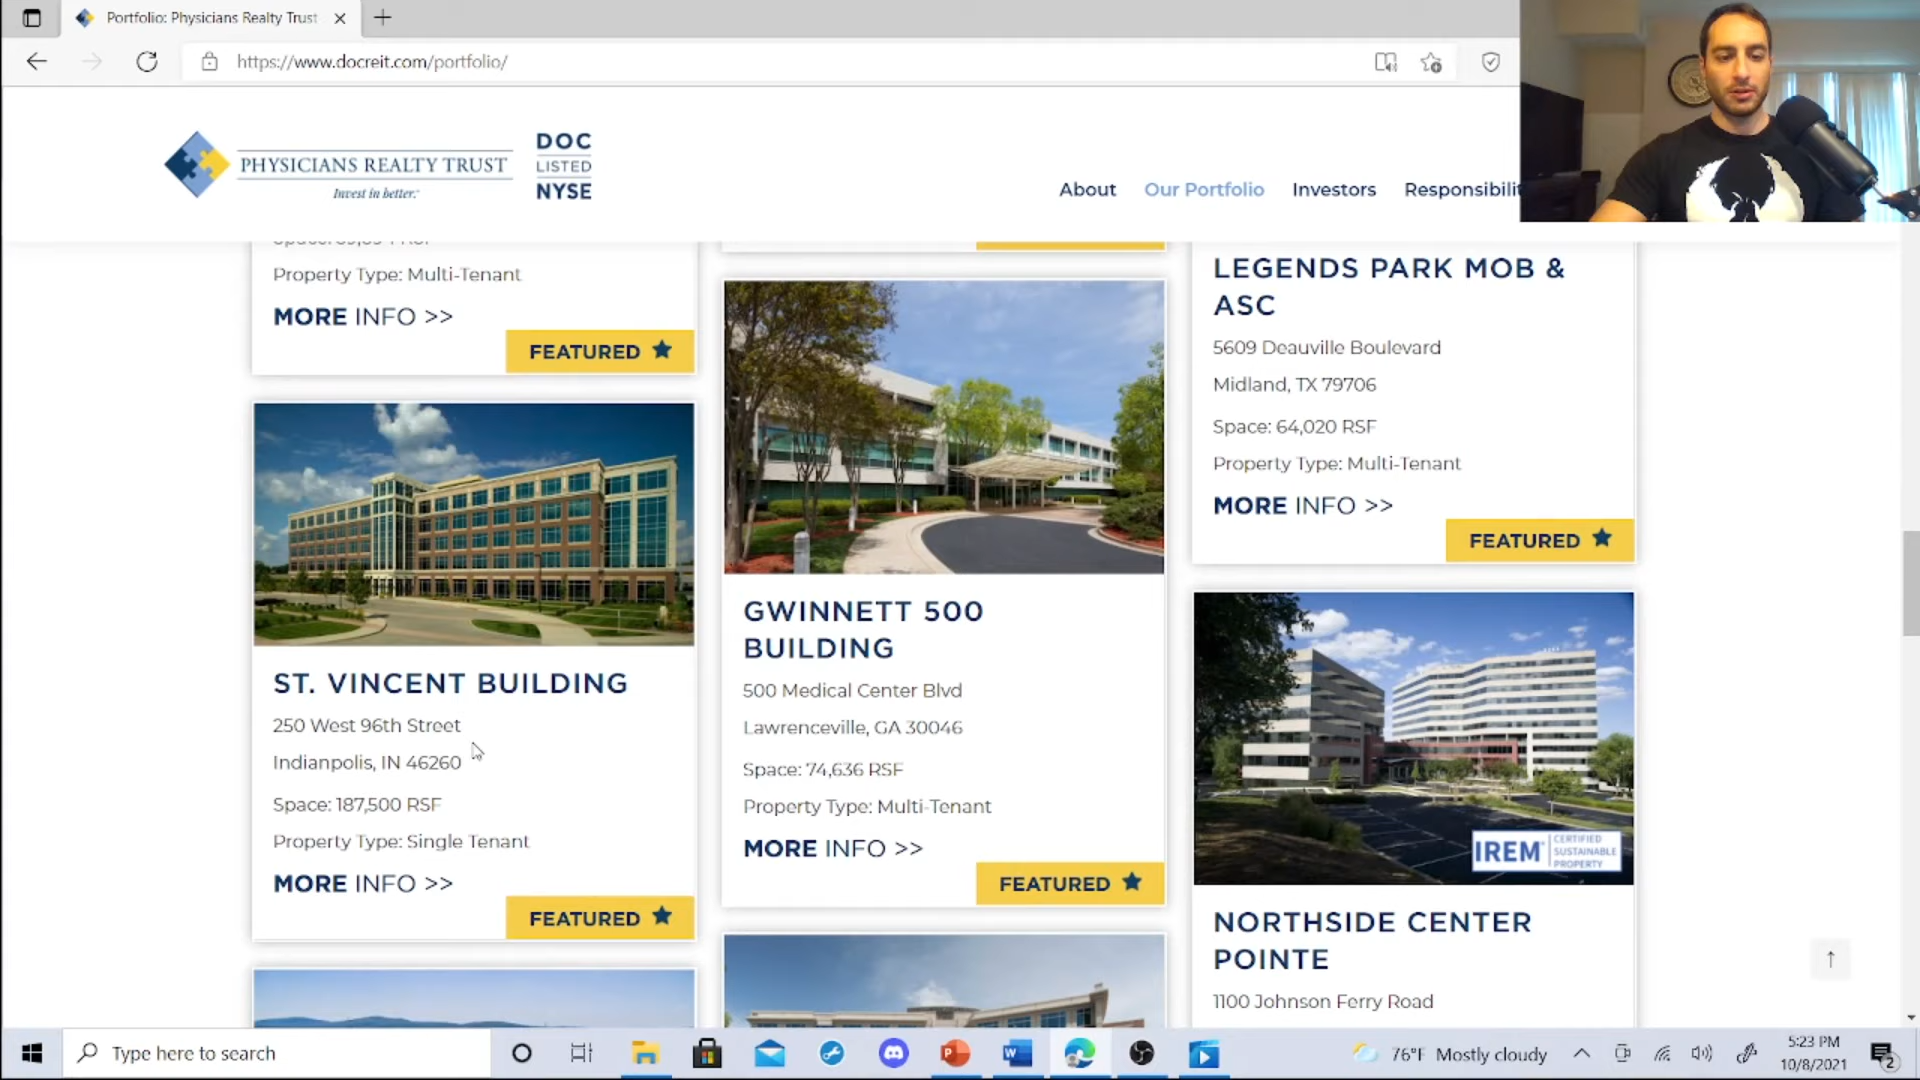 Portfolio: Physicians Realty Trust
https://www.docreit.com/portfolio/
PHYSICIANS REALTY TRUST
Invest in better.
DOC
LISTED
NYSE
About
Our Portfolio
Investors
Property Type: Multi-Tenant
MORE INFO >>
FEATURED
ST. VINCENT BUILDING
250 West 96th Street
Indianpolis, IN 46260
Space: 187,500 RSF
Property Type: Single Tenant
MORE INFO >>
FEATURED
GWINNETT 500
BUILDING
500 Medical Center Blvd
Lawrenceville, GA 30046
Space: 74,636 RSF
Property Type: Multi-Tenant
MORE INFO >>
FEATURED
LEGENDS PARK MOB &
ASC
5609 Deauville Boulevard
Midland, TX 79706
Space: 64,020 RSF
Property Type: Multi-Tenant
MORE INFO >>
FEATURED
IREM
CERTIFIED
SUSTAINABLE
PROPERTY
NORTHSIDE CENTER
POINTE
1100 Johnson Ferry Road
Type here to search
76°F Mostly cloudy
5:23 PM
10/8/2021
2